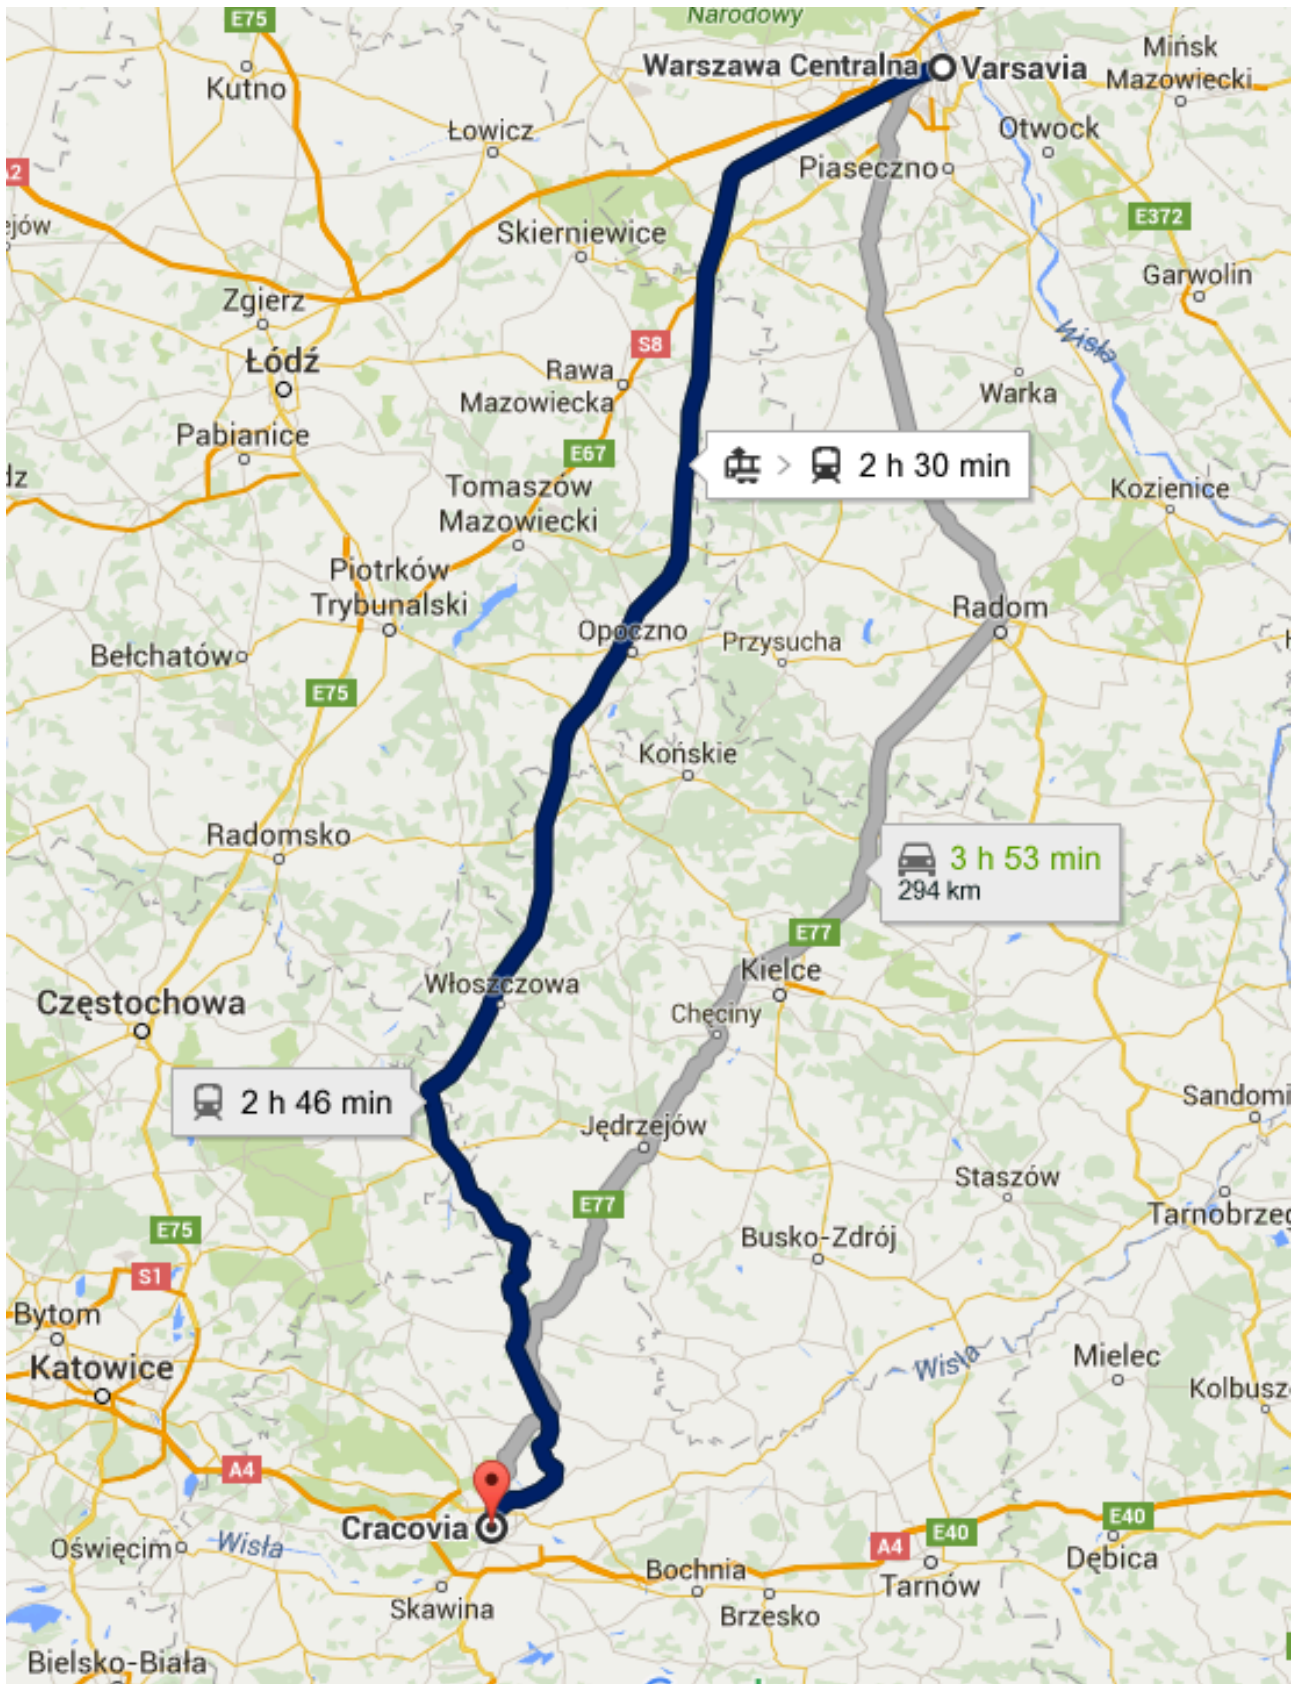 Narodowy
E75
Kutno
Warszawa Centralna
Varsavia
Mińsk
Mazowiecki
Łowicz
Otwock
Piaseczno
Skierniewice
E372
Garwolin
Zgierz
Łódź
S8
Wisła
Rawa
Mazowiecka
Warka
Pabianice
E67
2 h 30 min
Tomaszów
Mazowiecki
Kozienice
Piotrków
Trybunalski
Radom
Opoczno
Przysucha
Bełchatów
E75
Końskie
Radomsko
3 h 53 min
294 km
E77
Kielce
Włoszczowa
Częstochowa
Chęciny
2 h 46 min
Sandomi
Jędrzejów
Staszów
E77
Tarnobrzeg
E75
Busko-Zdrój
S1
Bytom
Wisła
Mielec
Katowice
Kolbusz
A4
Cracovia
E40
E40
Oświęcim
Wisła
A4
Dębica
Bochnia
Tarnów
Skawina
Brzesko
Bielsko-Biała